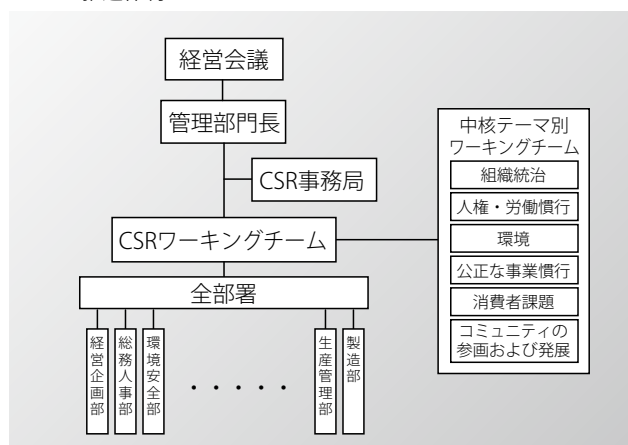 経営会議
管理部門長
CSR事務局
CSRワーキングチーム
全部署
経営企画部
総務人事部
環境安全部
・・・・・
生産管理部
製造部
中核テーマ別
ワーキングチーム
組織統治
人権・労働慣行
環境
公正な事業慣行
消費者課題
コミュニティの
参画および発展